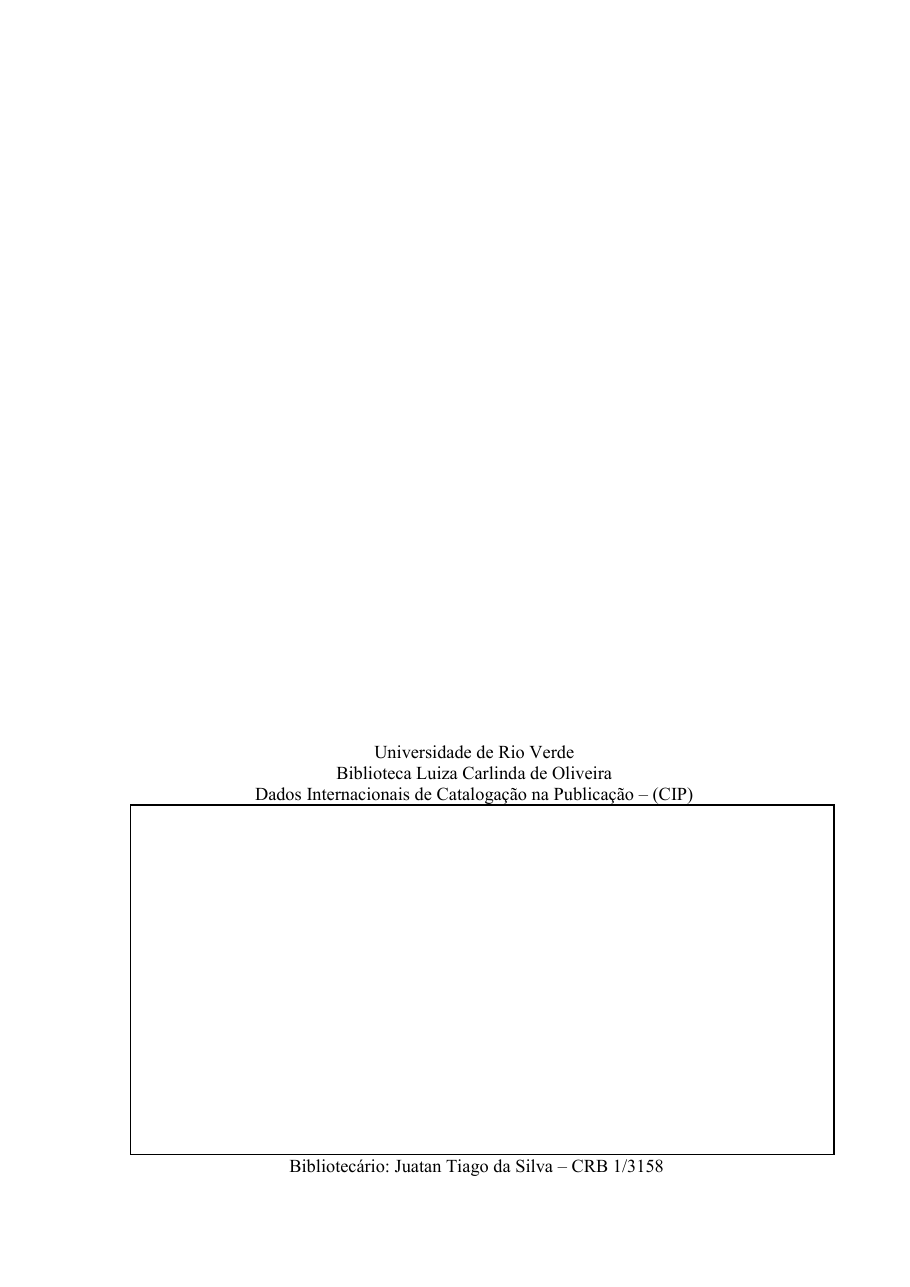 Universidade de Rio Verde
Biblioteca Luiza Carlinda de Oliveira
Dados Internacionais de Catalogação na Publicação – (CIP)
Bibliotecário: Juatan Tiago da Silva – CRB 1/3158